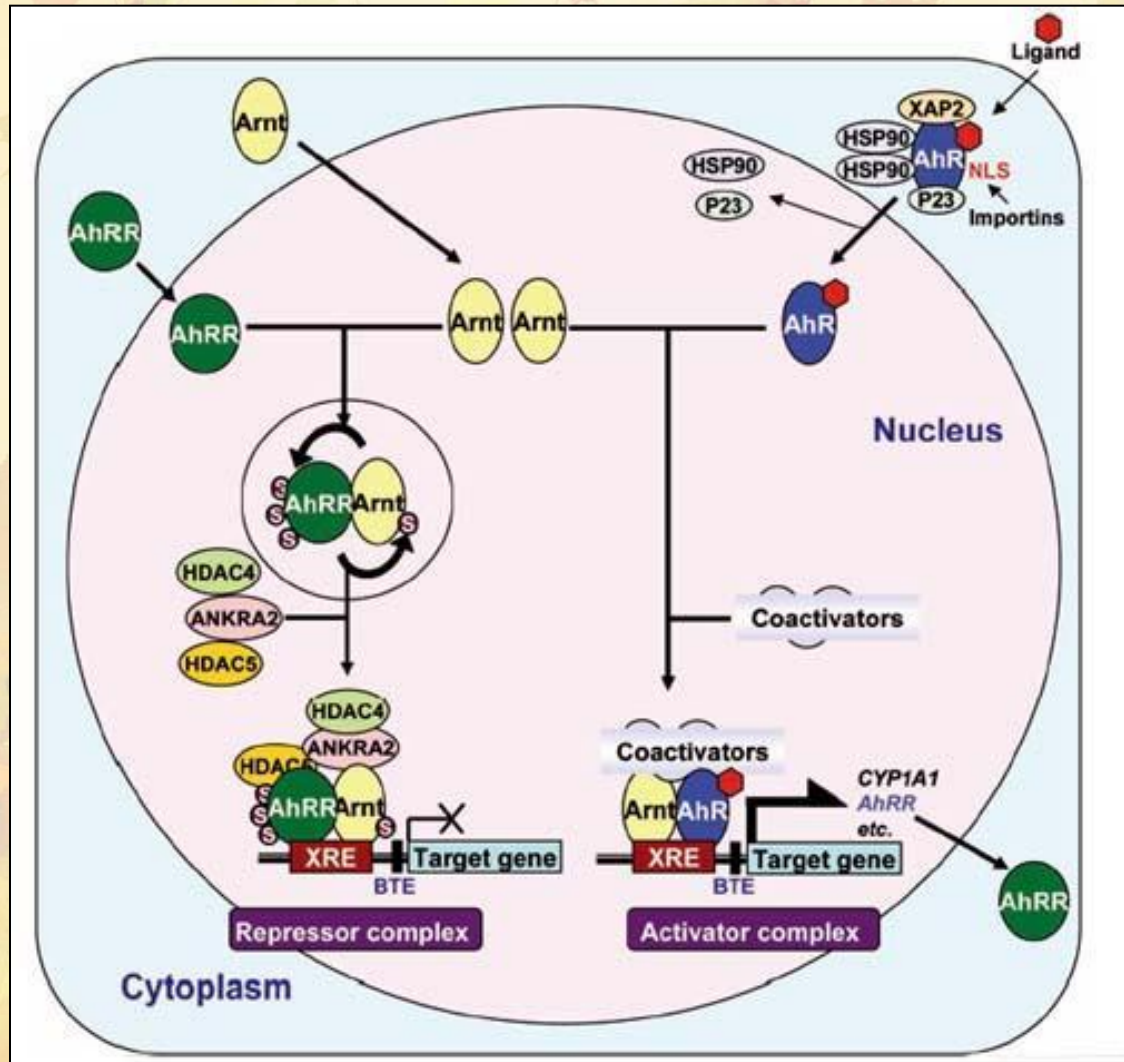 Ligand
XAP2
HSP90
AhR
HSP90
NLS
P23
Importins
Arnt
HSP90
P23
AhRR
AhRR
Arnt
Arnt
AhR
Nucleus
S
AhRR
Arnt
S
S
S
HDAC4
ANKRA2
HDAC5
Coactivators
HDAC4
ANKRA2
HDAC5
AhRR
Arnt
S
S
S
S
XRE
Target gene
BTE
Repressor complex
Coactivators
Arnt
AhR
XRE
Target gene
BTE
CYP1A1
AhRR
etc.
AhRR
Activator complex
Cytoplasm